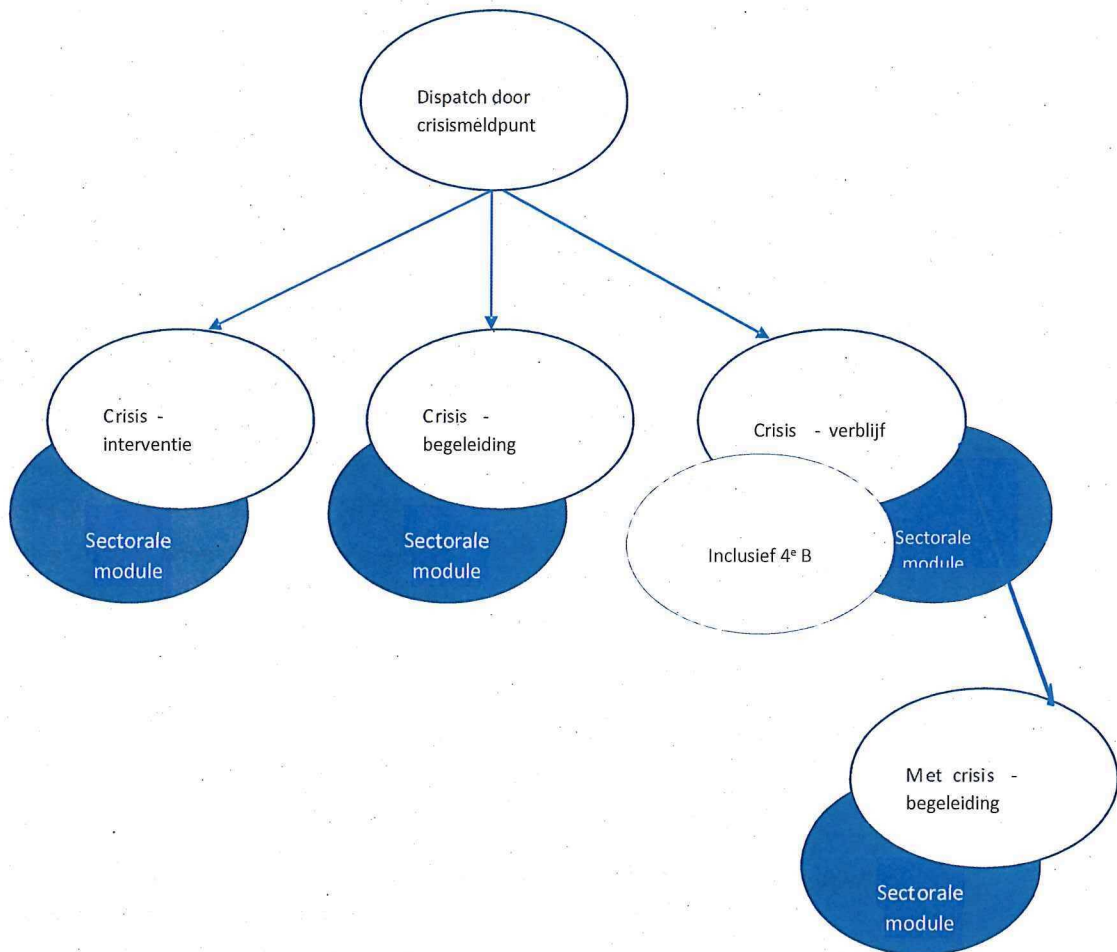 Dispatch door
crisismeldpunt
Crisis -
interventie
Sectorale
module
Crisis -
begeleiding
Sectorale
module
Crisis - verblijf
Inclusief 4ᵉ B
Sectorale
module
Met crisis -
begeleiding
Sectorale
module